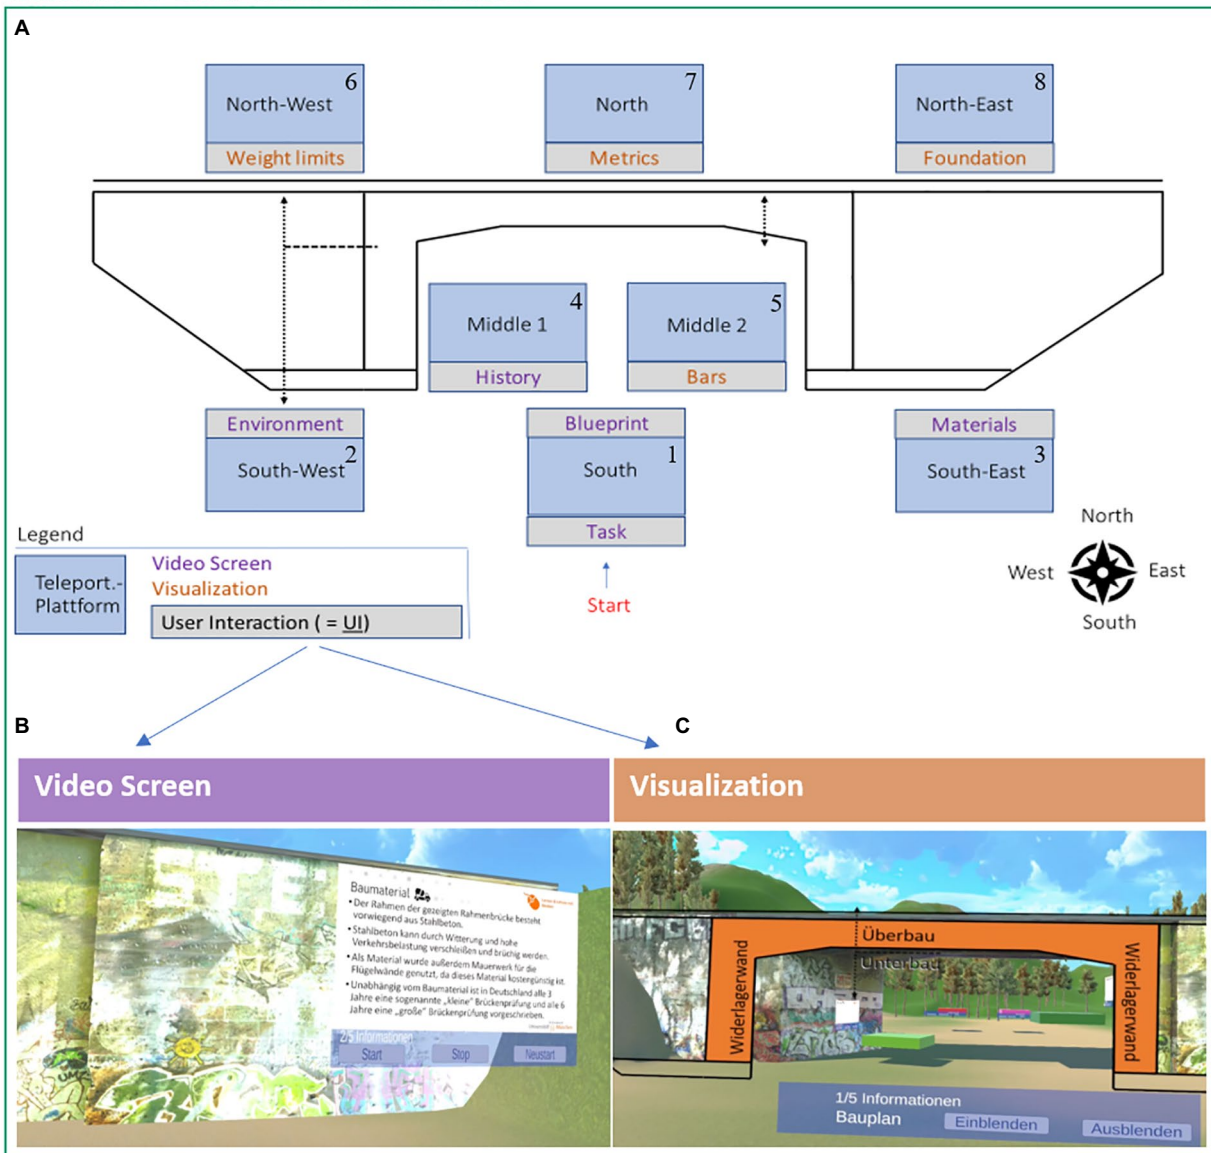 A
6
North-West
Weight limits
7
North
Metrics
8
North-East
Foundation
4
Middle 1
History
5
Middle 2
Bars
Environment
2
South-West
Blueprint
1
South
Task
Start
Materials
3
South-East
Legend
Teleport.-
Plattform
Video Screen
Visualization
User Interaction ( = UI)
North
West
East
South
B
C
Video Screen
Visualization
Baumaterial
• Der Rahmen der gezeigten Rahmenbrücke besteht
vorwiegend aus Stahlbeton.
• Stahlbeton kann durch Witterung und hohe
Verkehrsbelastung verschleißen und brüchig werden.
• Als Material wurde außerdem Mauerwerk für die
Flügelwände genutzt, da dieses Material kostengünstig ist.
• Unabhängig vom Baumaterial ist in Deutschland alle 3
Jahre eine sogenannte „kleine" Brückenprüfung und alle 6
Jahre eine „große" Brückenprüfung vorgeschrieben.
2/5 Informationen
Start
Stop
Neustart
Überbau
Unterbau
Widerlagerwand
Widerlagerwand
1/5 Informationen
Bauplan
Einblenden
Ausblenden